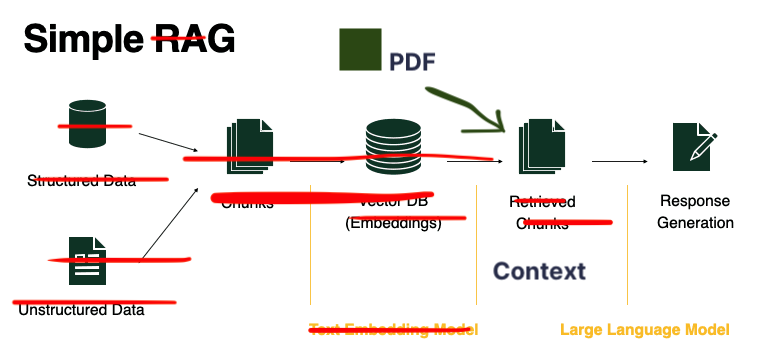 Simple RAG
PDF
Structured Data
Chunks
Vector DB
(Embeddings)
Retrieved
Chunks
Response
Generation
Context
Unstructured Data
Text Embedding Model
Large Language Model